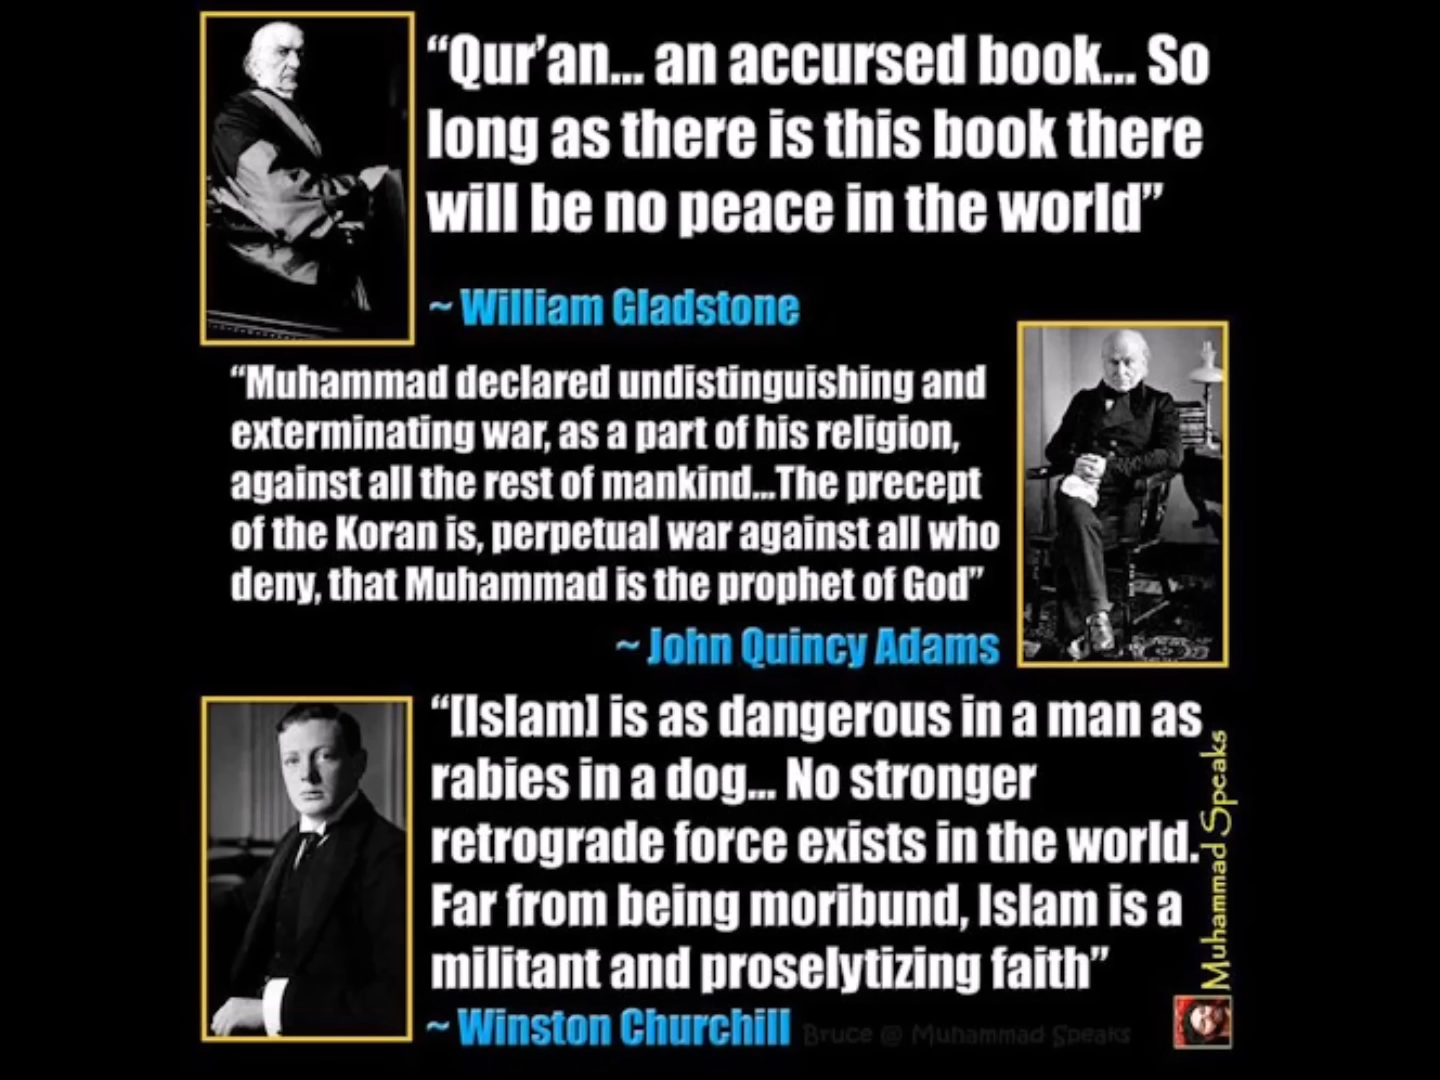 “Qur’an... an accursed book... So
long as there is this book there
will be no peace in the world”
~ William Gladstone
“Muhammad declared undistinguishing and
exterminating war, as a part of his religion,
against all the rest of mankind...The precept
of the Koran is, perpetual war against all who
deny, that Muhammad is the prophet of God”
~ John Quincy Adams
“[Islam] is as dangerous in a man as
rabies in a dog... No stronger
retrograde force exists in the world.
Far from being moribund, Islam is a
militant and proselytizing faith”
~ Winston Churchill
Bruce @ Muhammad Speaks
Muhammad Speaks